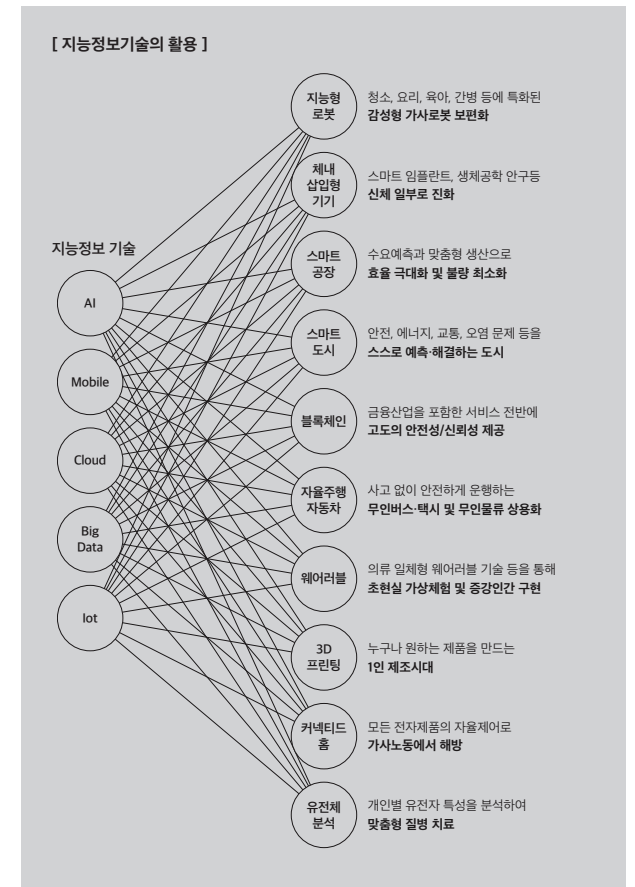 [ 지능정보기술의 활용 ]
지능정보 기술
AI
Mobile
Cloud
Big
Data
Iot
지능형
로봇
청소, 요리, 육아, 간병 등에 특화된
감성형 가사로봇 보편화
체내
삽입형
기기
스마트 임플란트, 생체공학 안구등
신체 일부로 진화
스마트
공장
수요예측과 맞춤형 생산으로
효율 극대화 및 불량 최소화
스마트
도시
안전, 에너지, 교통, 오염 문제 등을
스스로 예측·해결하는 도시
블록체인
금융산업을 포함한 서비스 전반에
고도의 안전성/신뢰성 제공
자율주행
자동차
사고 없이 안전하게 운행하는
무인버스·택시 및 무인물류 상용화
웨어러블
의류 일체형 웨어러블 기술 등을 통해
초현실 가상체험 및 증강인간 구현
3D
프린팅
누구나 원하는 제품을 만드는
1인 제조시대
커넥티드
홈
모든 전자제품의 자율제어로
가사노동에서 해방
유전체
분석
개인별 유전자 특성을 분석하여
맞춤형 질병 치료